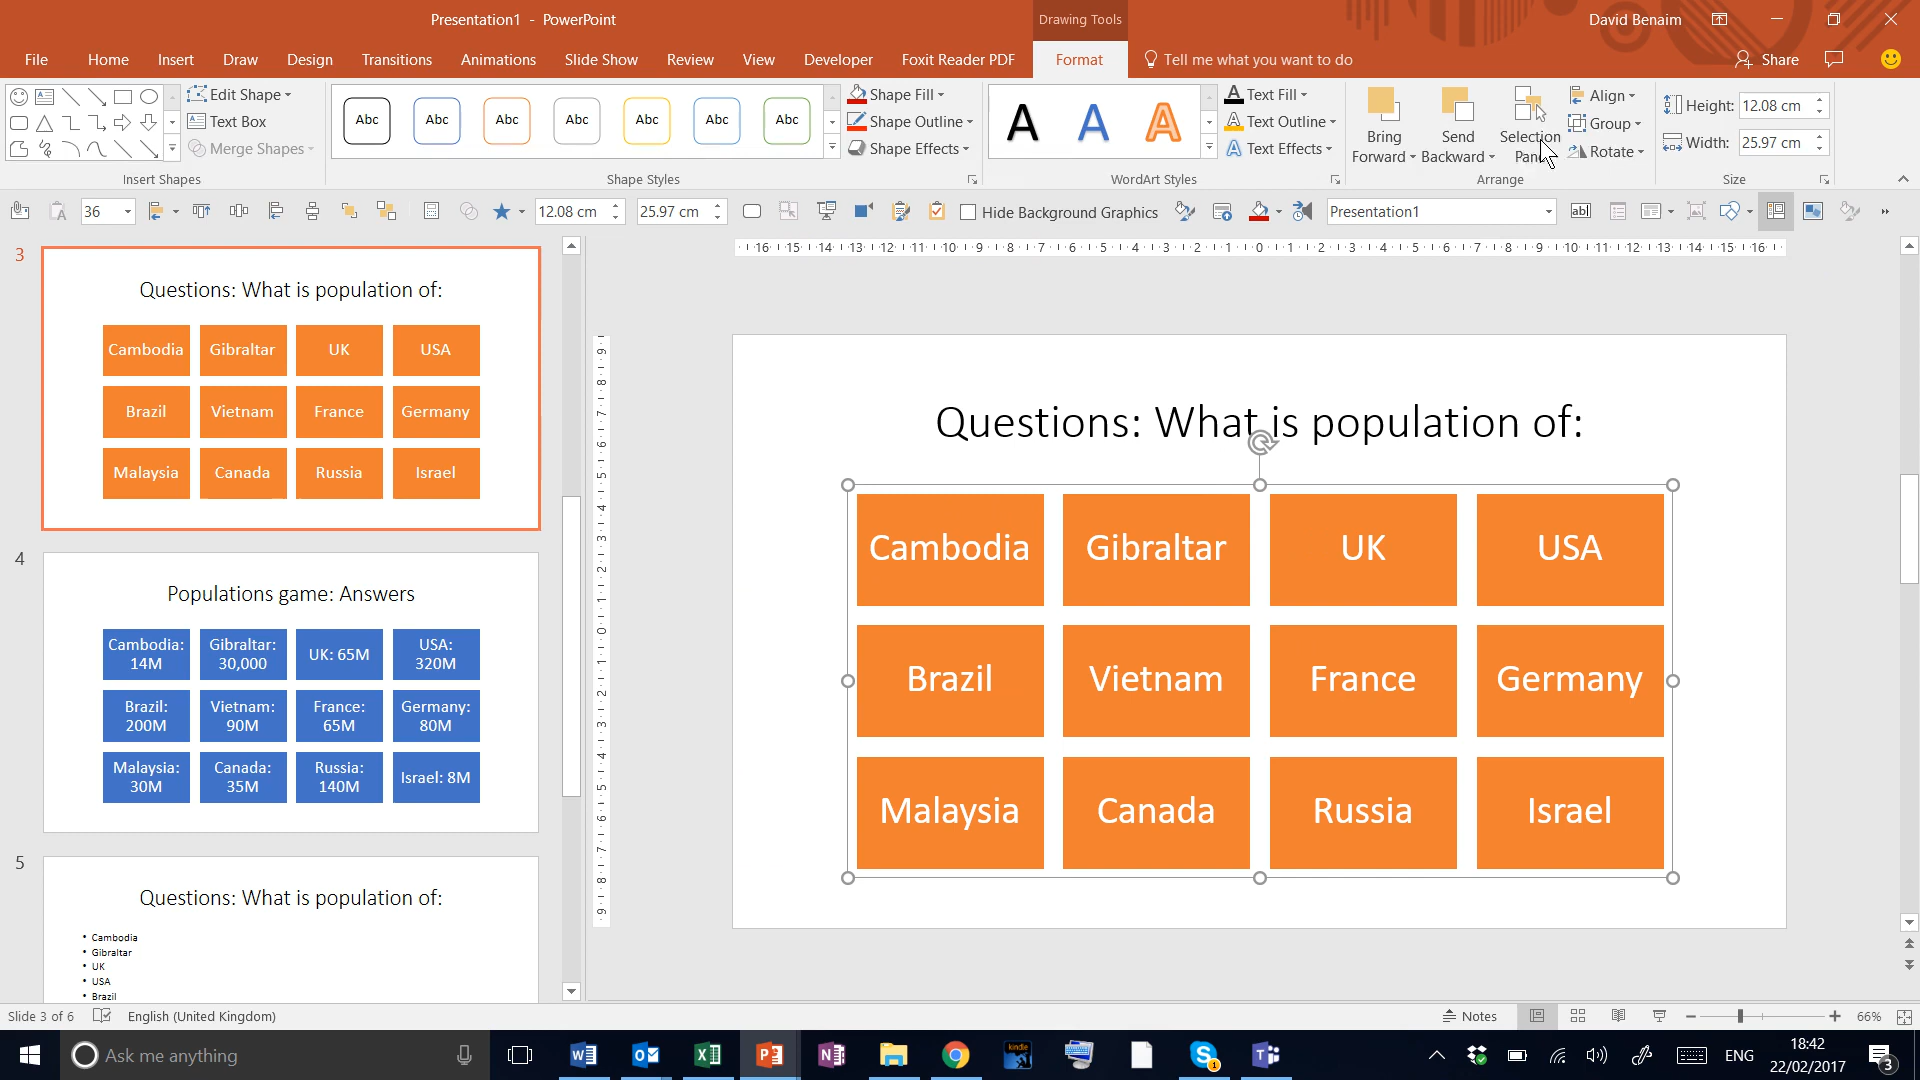 Presentation1 - PowerPoint
Drawing Tools
David Benaim
File
Home
Insert
Draw
Design
Transitions
Animations
Slide Show
Review
View
Developer
Foxit Reader PDF
Format
Tell me what you want to do
Share
Edit Shape
Text Box
Merge Shapes
Insert Shapes
Abc
Abc
Abc
Abc
Abc
Abc
Abc
Shape Fill
Shape Outline
Shape Effects
Shape Styles
A
A
A
Text Fill
Text Outline
Text Effects
WordArt Styles
Bring
Forward
Send
Backward
Selection
Align
Group
Rotate
Arrange
Height: 12.08 cm
Width: 25.97 cm
Size
36
12.08 cm
25.97 cm
Hide Background Graphics
Presentation1
3
Questions: What is population of:
Cambodia
Gibraltar
UK
USA
Brazil
Vietnam
France
Germany
Malaysia
Canada
Russia
Israel
4
Populations game: Answers
Cambodia:
14M
Gibraltar:
30,000
UK: 65M
USA:
320M
Brazil:
200M
Vietnam:
90M
France:
65M
Germany:
80M
Malaysia:
30M
Canada:
35M
Russia:
140M
Israel: 8M
5
Questions: What is population of:
• Cambodia
• Gibraltar
• UK
• USA
• Brazil
Questions: What is population of:
Cambodia
Gibraltar
UK
USA
Brazil
Vietnam
France
Germany
Malaysia
Canada
Russia
Israel
Slide 3 of 6
English (United Kingdom)
Notes
66%
Ask me anything
kindle
1
ENG
18:42
22/02/2017
3